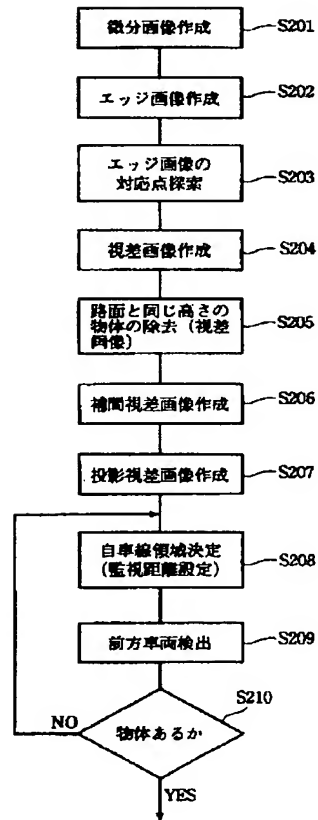 微分画像作成
S201
エッジ画像作成
S202
エッジ画像の
対応点探索
S203
視差画像作成
S204
路面と同じ高さの
物体の除去(視差
画像)
S205
補間視差画像作成
S206
投影視差画像作成
S207
自車線領域決定
(監視距離設定)
S208
前方車両検出
S209
物体あるか
S210
NO
YES